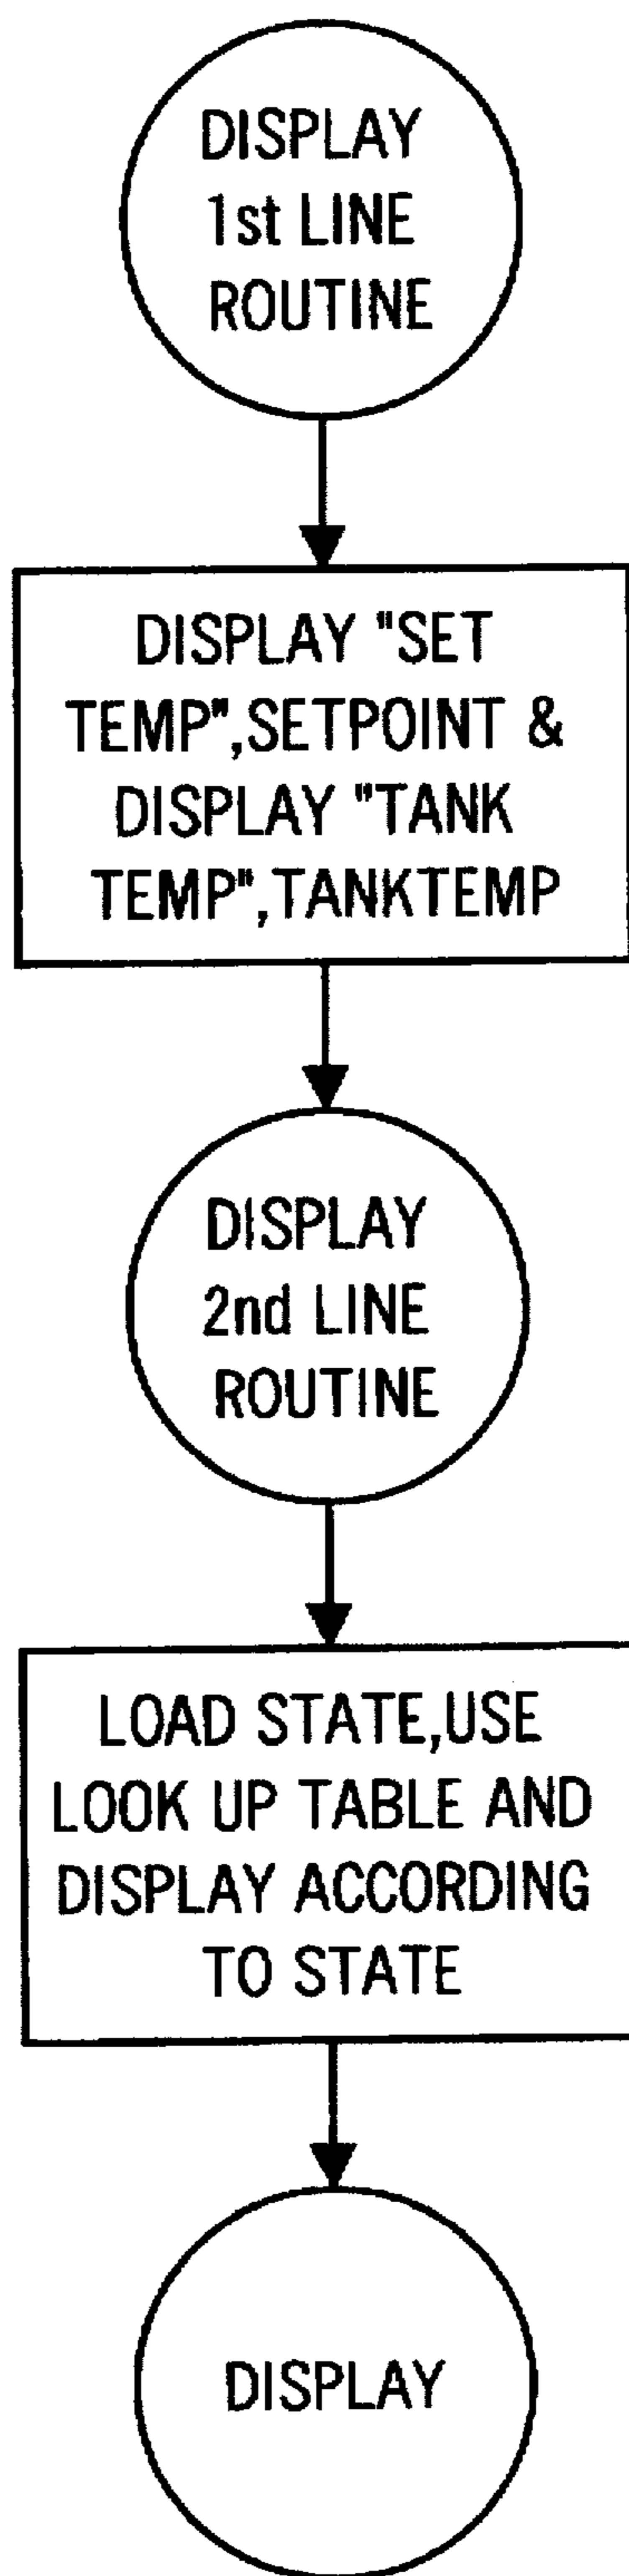 DISPLAY
1st LINE
ROUTINE
DISPLAY "SET
TEMP",SETPOINT &
DISPLAY "TANK
TEMP",TANKTEMP
DISPLAY
2nd LINE
ROUTINE
LOAD STATE,USE
LOOK UP TABLE AND
DISPLAY ACCORDING
TO STATE
DISPLAY